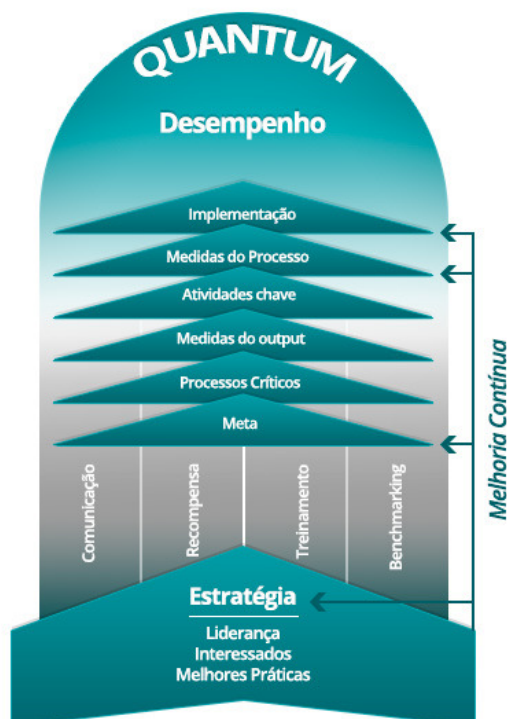 QUANTUM
Desempenho
Implementação
Medidas do Processo
Atividades chave
Medidas do output
Processos Críticos
Meta
Comunicação
Recompensa
Treinamento
Benchmarking
Estratégia
Liderança
Interessados
Melhores Práticas
Melhoria Contínua